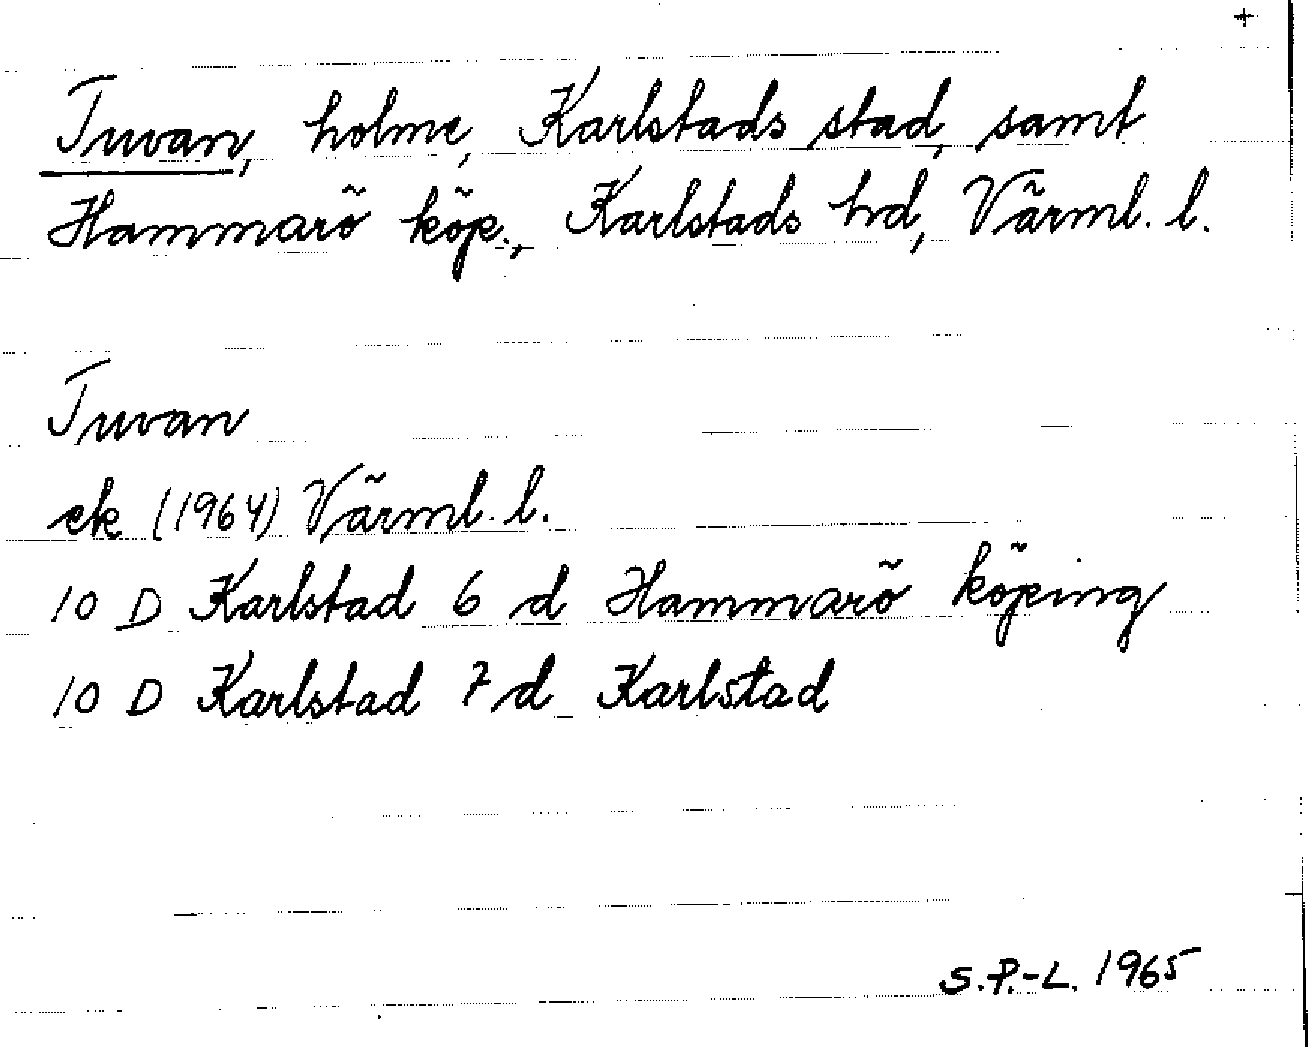 +
Tuvan, holme, Karlstads stad, samt
Hammarö köp., Karlstads hd, Värml. l.
Tuvan
ek (1964) Värml. l.
10 D Karlstad 6 d Hammarö köping
10 D Karlstad 7 d Karlstad
S.P.-L. 1965